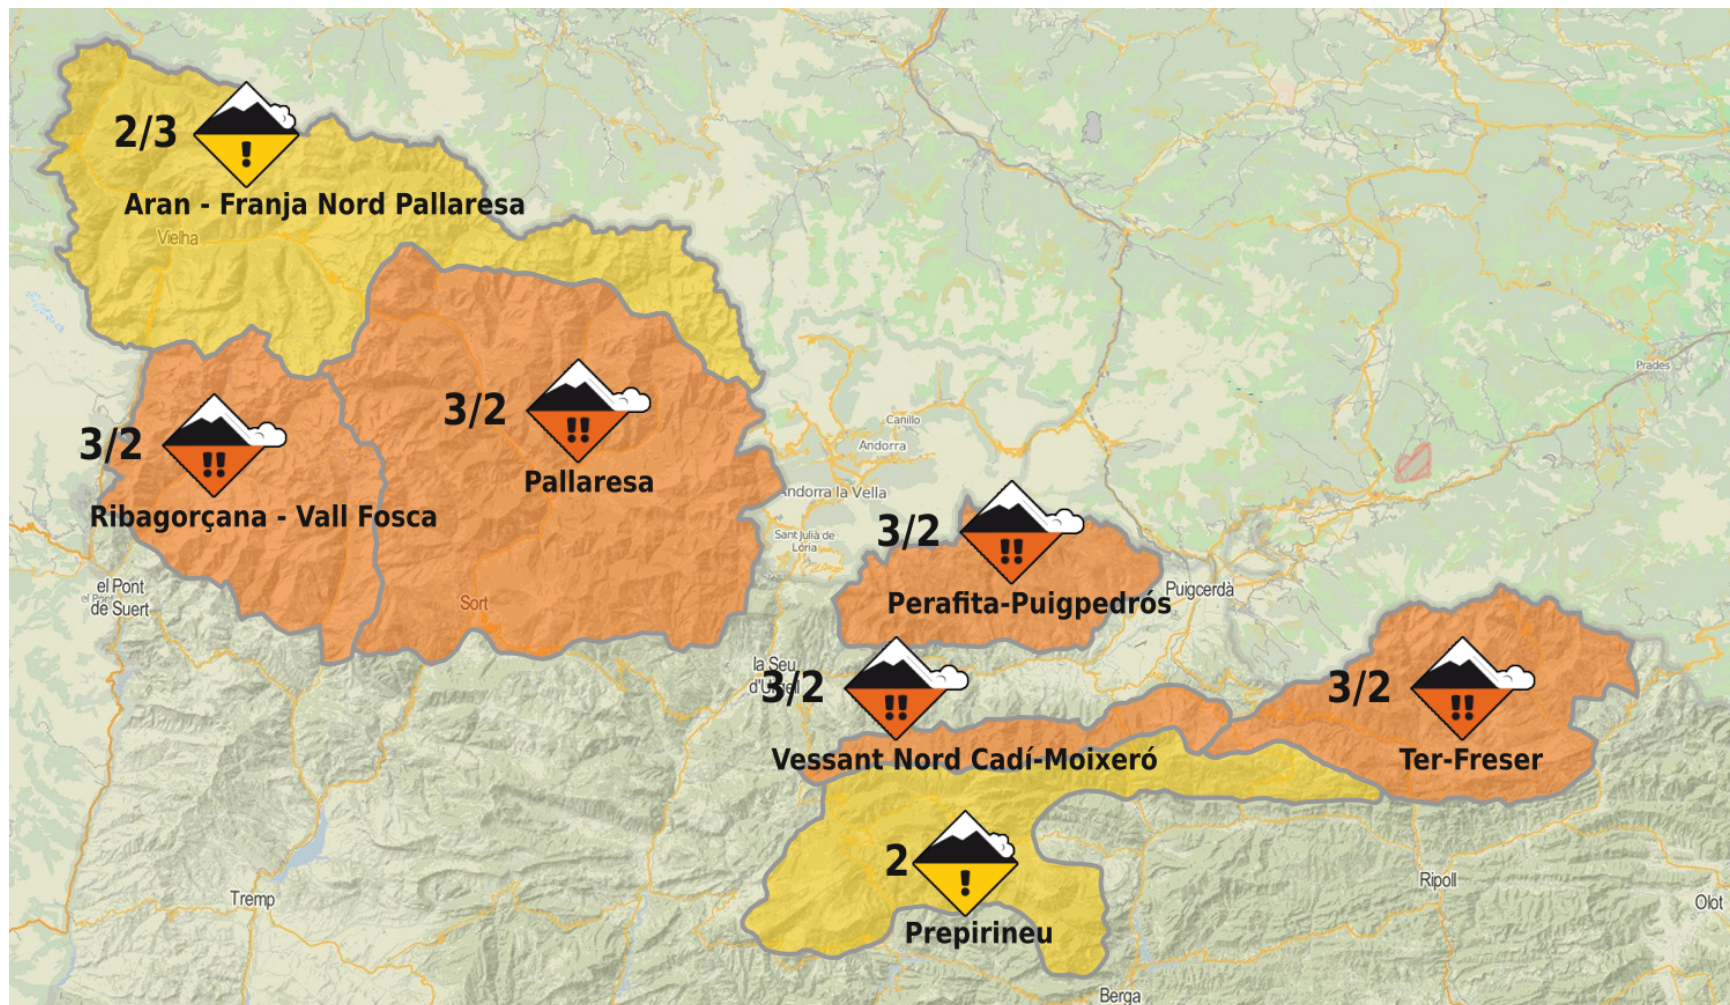 2/3
!
Aran - Franja Nord Pallaresa
Vielha
Prades
3/2
!!
Pallaresa
3/2
!!
Ribagorçana - Vall Fosca
Canillo
Andorra
Andorra la Vella
Sant Julià de
Lòria
3/2
!!
Perafita-Puigpedrós
Puigcerdà
el Pont
de Suert
Sort
la Seu
d'Urgell
3/2
!!
Vessant Nord Cadí-Moixeró
3/2
!!
Ter-Freser
2
!
Prepirineu
Tremp
Ripoll
Olot
Berga